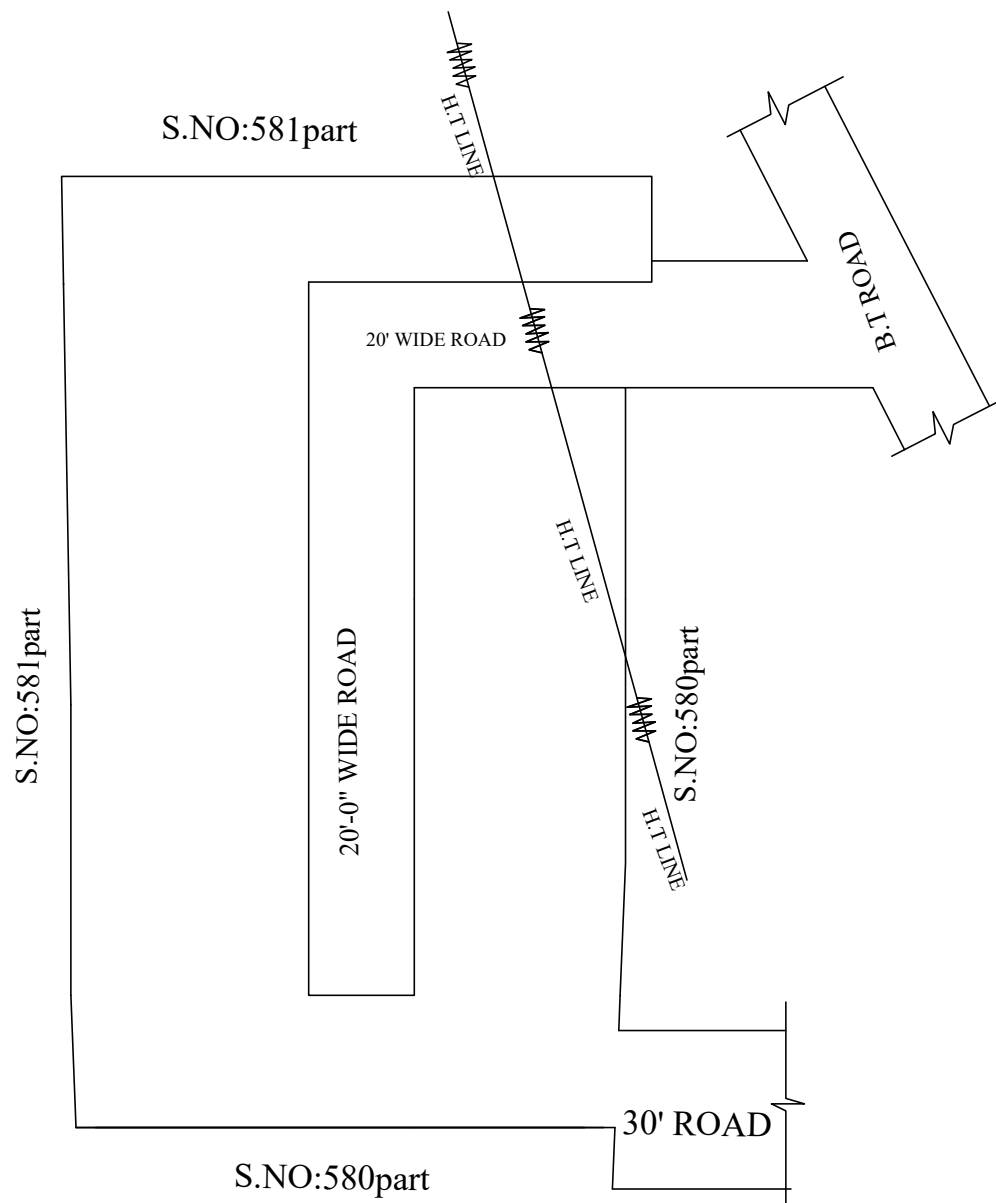 H.T LINE
S.NO:581part
B.T ROAD
20' WIDE ROAD
H.T LINE
S.NO:581part
20'-0" WIDE ROAD
S.NO:580part
H.T LINE
30' ROAD
S.NO:580part